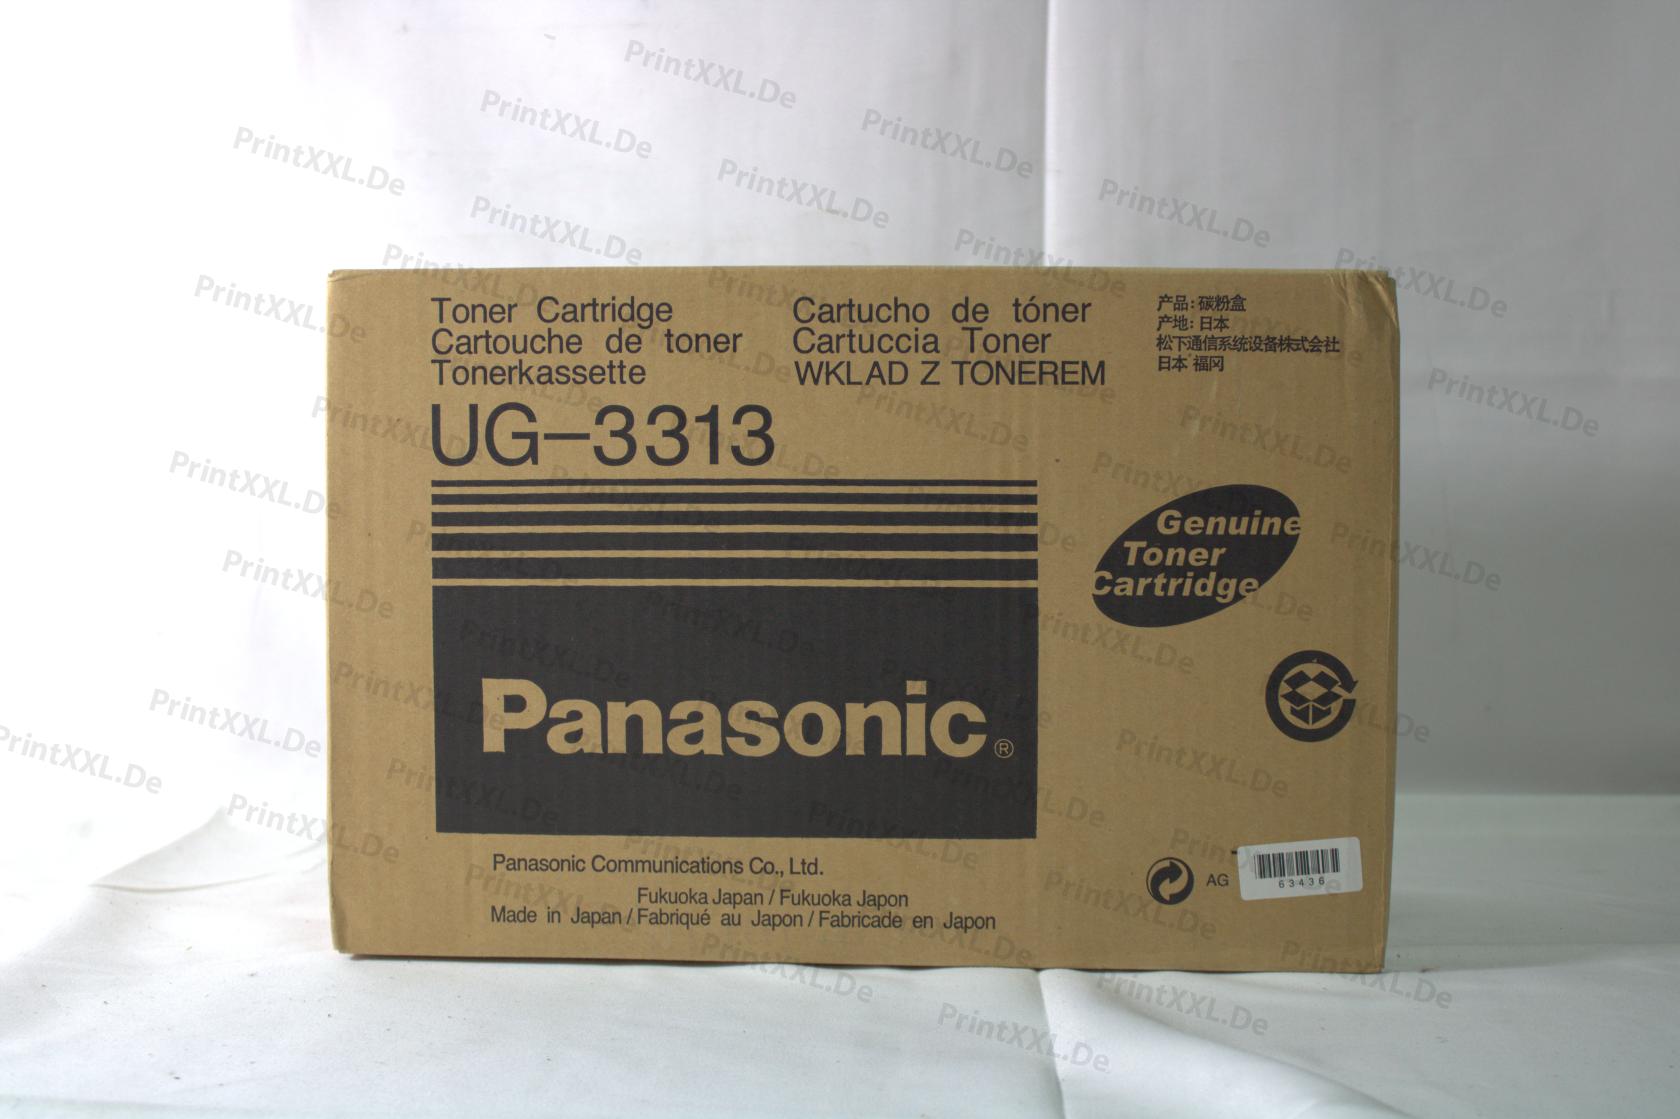 Toner Cartridge
Cartouche de toner
Tonerkassette
Cartucho de tóner
Cartuccia Toner
WKLAD Z TONEREM
产品: 碳粉盒
产地: 日本
松下通信系统设备株式会社
日本 福冈
UG-3313
Genuine
Toner
Cartridge
Panasonic®
Panasonic Communications Co., Ltd.
Fukuoka Japan / Fukuoka Japon
Made in Japan / Fabriqué au Japon / Fabricade en Japon
AG
63436
PrintXXL.De